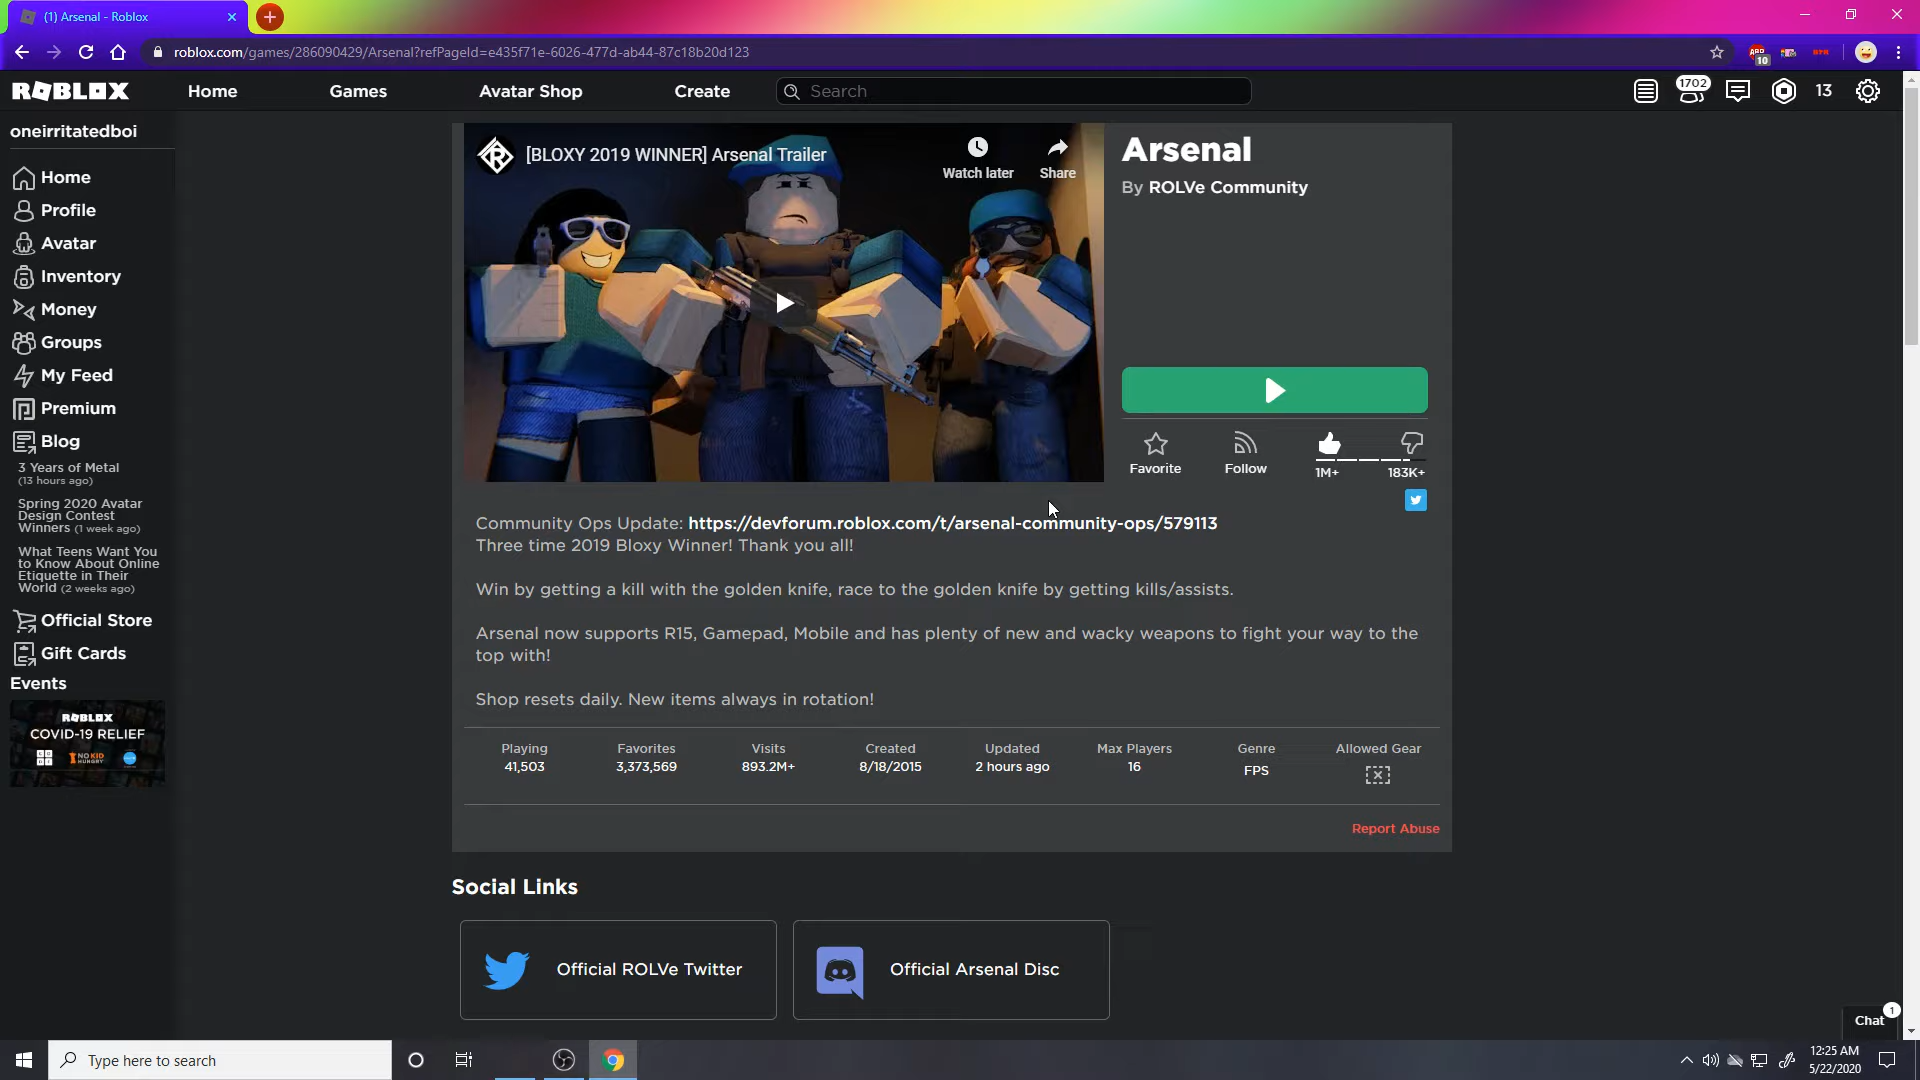 (1) Arsenal - Roblox
roblox.com/games/286090429/Arsenal?refPageId=e435f71e-6026-477d-ab44-87c18b20d123
10
ROBLOX
Home
Games
Avatar Shop
Create
Search
1702
13
oneirritatedboi
Home
Profile
Avatar
Inventory
Money
Groups
My Feed
Premium
Blog
3 Years of Metal
(13 hours ago)
Spring 2020 Avatar
Design Contest
Winners (1 week ago)
What Teens Want You
to Know About Online
Etiquette in Their
World (2 weeks ago)
Official Store
Gift Cards
Events
ROBLOX
COVID-19 RELIEF
NO KID
HUNGRY
[BLOXY 2019 WINNER] Arsenal Trailer
Watch later
Share
Arsenal
By ROLVe Community
Favorite
Follow
1M+
183K+
Community Ops Update: https://devforum.roblox.com/t/arsenal-community-ops/579113
Three time 2019 Bloxy Winner! Thank you all!
Win by getting a kill with the golden knife, race to the golden knife by getting kills/assists.
Arsenal now supports R15, Gamepad, Mobile and has plenty of new and wacky weapons to fight your way to the
top with!
Shop resets daily. New items always in rotation!
Playing
41,503
Favorites
3,373,569
Visits
893.2M+
Created
8/18/2015
Updated
2 hours ago
Max Players
16
Genre
FPS
Allowed Gear
Report Abuse
Social Links
Official ROLVe Twitter
Official Arsenal Disc
Chat
1
Type here to search
12:25 AM
5/22/2020